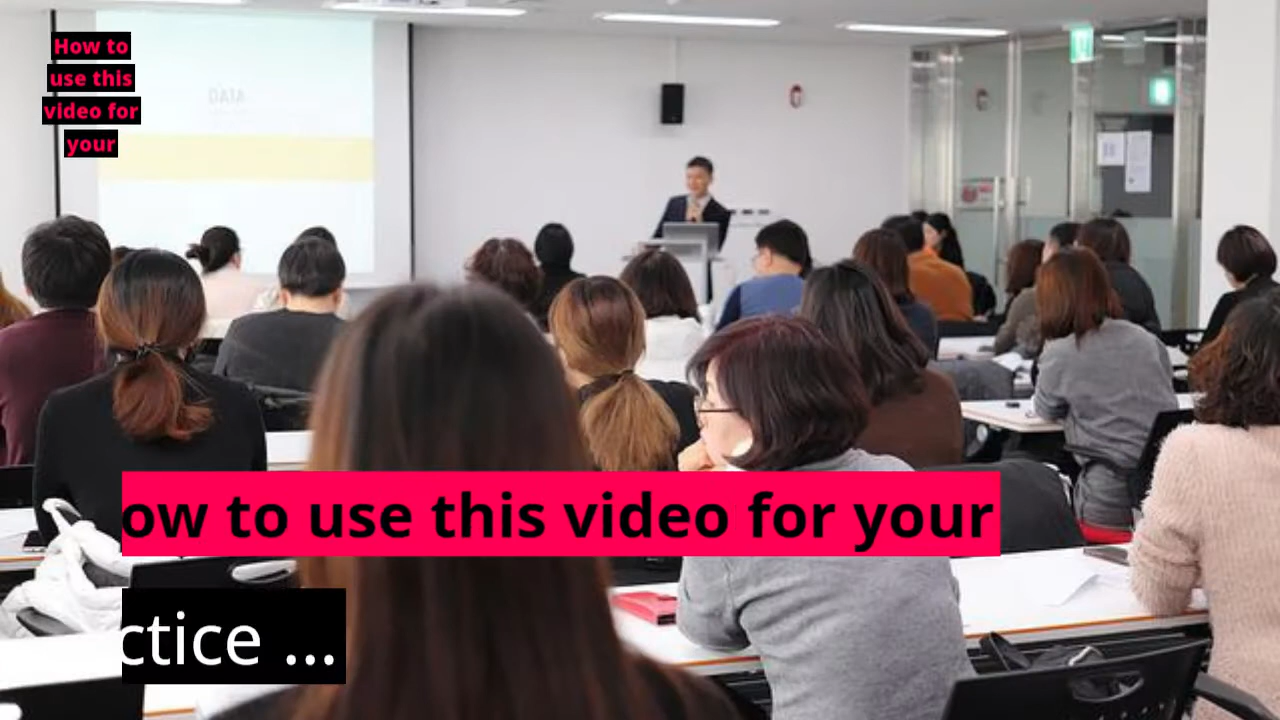 How to
use this
video for
your
DATA
ow to use this video for your
ctice ...